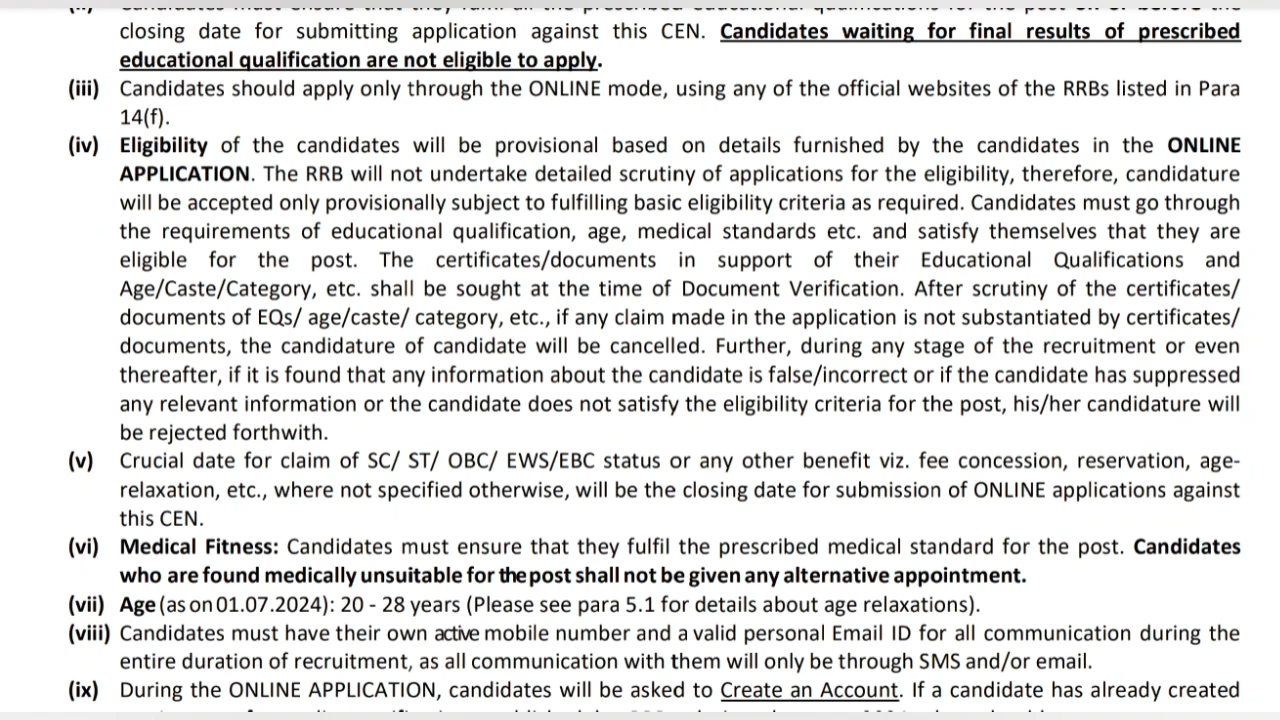 closing date for submitting application against this CEN. Candidates waiting for final results of prescribed
educational qualification are not eligible to apply.
(iii) Candidates should apply only through the ONLINE mode, using any of the official websites of the RRBs listed in Para
14(f).
(iv) Eligibility of the candidates will be provisional based on details furnished by the candidates in the ONLINE
APPLICATION. The RRB will not undertake detailed scrutiny of applications for the eligibility, therefore, candidature
will be accepted only provisionally subject to fulfilling basic eligibility criteria as required. Candidates must go through
the requirements of educational qualification, age, medical standards etc. and satisfy themselves that they are
eligible for the post. The certificates/documents in support of their Educational Qualifications and
Age/Caste/Category, etc. shall be sought at the time of Document Verification. After scrutiny of the certificates/
documents of EQs/ age/caste/ category, etc., if any claim made in the application is not substantiated by certificates/
documents, the candidature of candidate will be cancelled. Further, during any stage of the recruitment or even
thereafter, if it is found that any information about the candidate is false/incorrect or if the candidate has suppressed
any relevant information or the candidate does not satisfy the eligibility criteria for the post, his/her candidature will
be rejected forthwith.
(v) Crucial date for claim of SC/ ST/ OBC/ EWS/EBC status or any other benefit viz. fee concession, reservation, age-
relaxation, etc., where not specified otherwise, will be the closing date for submission of ONLINE applications against
this CEN.
(vi) Medical Fitness: Candidates must ensure that they fulfil the prescribed medical standard for the post. Candidates
who are found medically unsuitable for the post shall not be given any alternative appointment.
(vii) Age (as on 01.07.2024): 20 - 28 years (Please see para 5.1 for details about age relaxations).
(viii) Candidates must have their own active mobile number and a valid personal Email ID for all communication during the
entire duration of recruitment, as all communication with them will only be through SMS and/or email.
(ix) During the ONLINE APPLICATION, candidates will be asked to Create an Account. If a candidate has already created